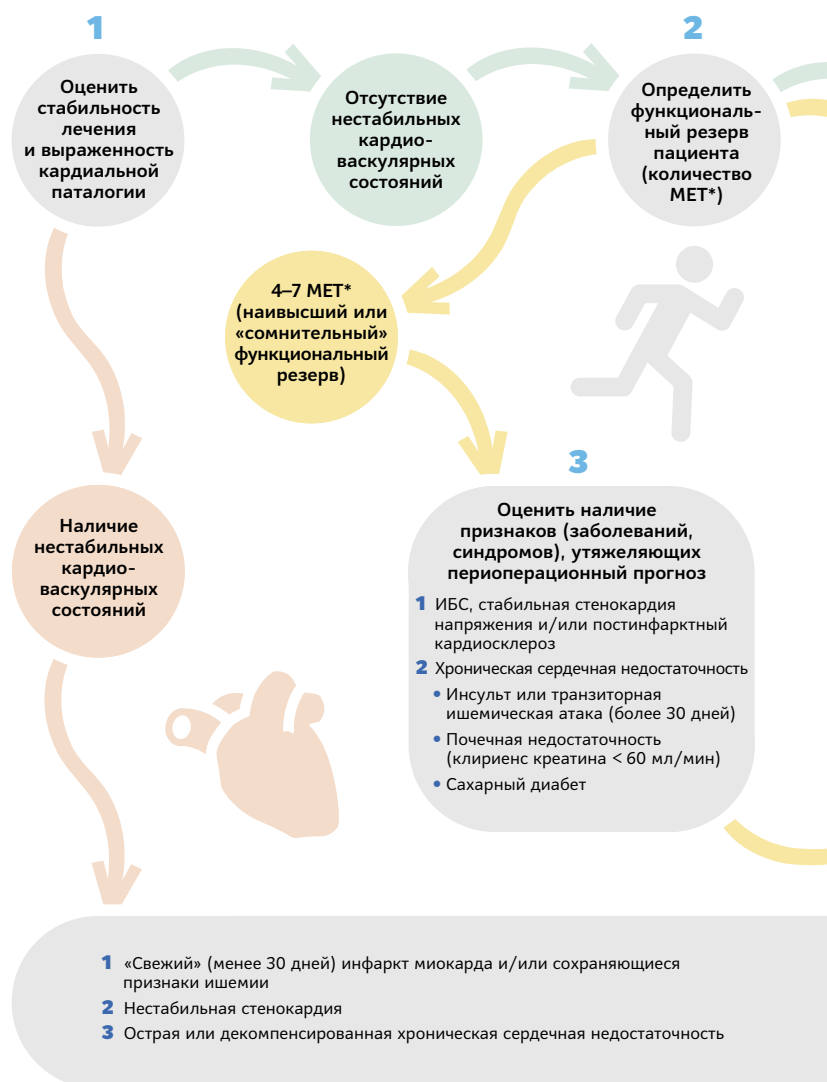 1
Оценить
стабильность
лечения
и выраженность
кардиальной
паталогии
Отсутствие
нестабильных
кардио-
васкулярных
состояний
2
Определить
функциональ-
ный резерв
пациента
(количество
МЕТ*)
4–7 МЕТ*
(наивысший или
«сомнительный»
функциональный
резерв)
Наличие
нестабильных
кардио-
васкулярных
состояний
3
Оценить наличие
признаков (заболеваний,
синдромов), утяжеляющих
периоперационный прогноз
1 ИБС, стабильная стенокардия
напряжения и/или постинфарктный
кардиосклероз
2 Хроническая сердечная недостаточность
• Инсульт или транзиторная
ишемическая атака (более 30 дней)
• Почечная недостаточность
(клириенс креатина < 60 мл/мин)
• Сахарный диабет
1 «Свежий» (менее 30 дней) инфаркт миокарда и/или сохраняющиеся
признаки ишемии
2 Нестабильная стенокардия
3 Острая или декомпенсированная хроническая сердечная недостаточность